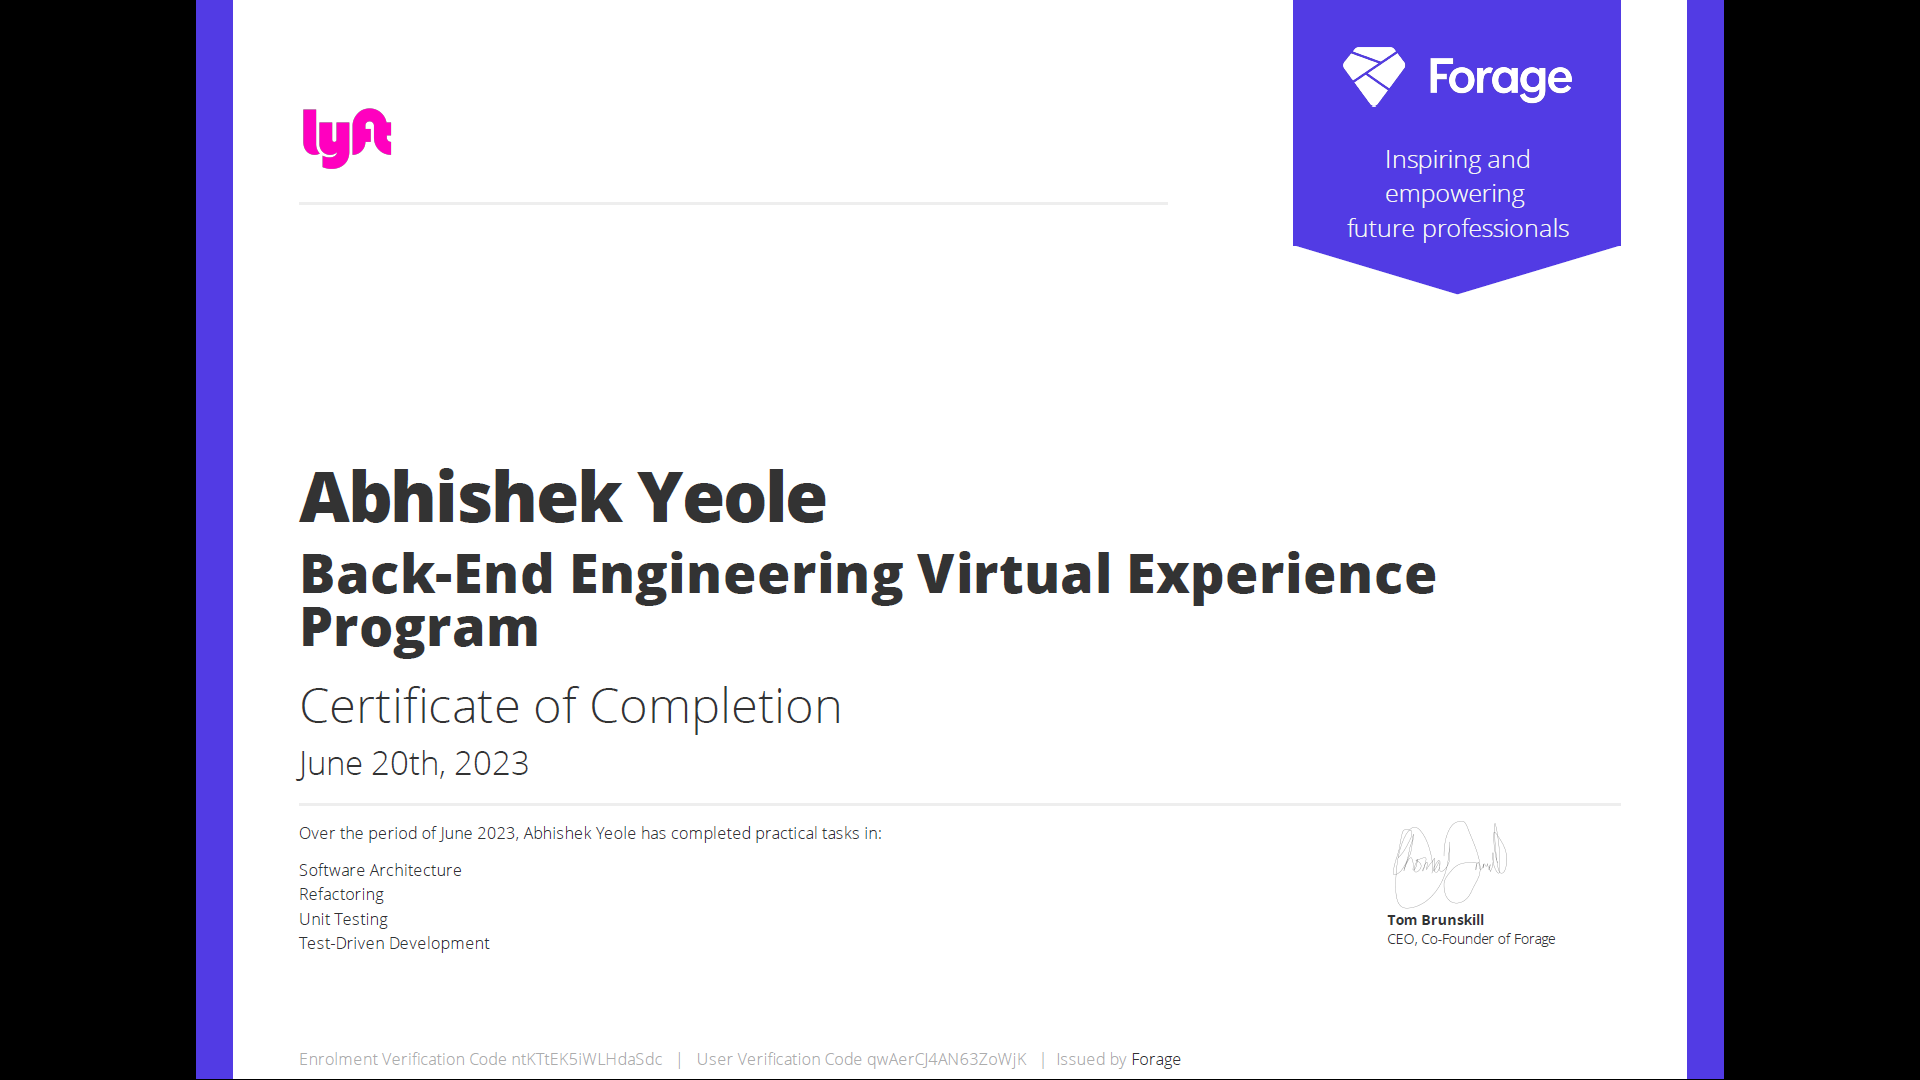 lyft
Forage
Inspiring and
empowering
future professionals
Abhishek Yeole
Back-End Engineering Virtual Experience
Program
Certificate of Completion
June 20th, 2023
Over the period of June 2023, Abhishek Yeole has completed practical tasks in:
Software Architecture
Refactoring
Unit Testing
Test-Driven Development
Tom Brunskill
CEO, Co-Founder of Forage
Enrolment Verification Code ntKTtEK5iWLHdaSdc | User Verification Code qwAerCJ4AN63ZoWjK | Issued by Forage